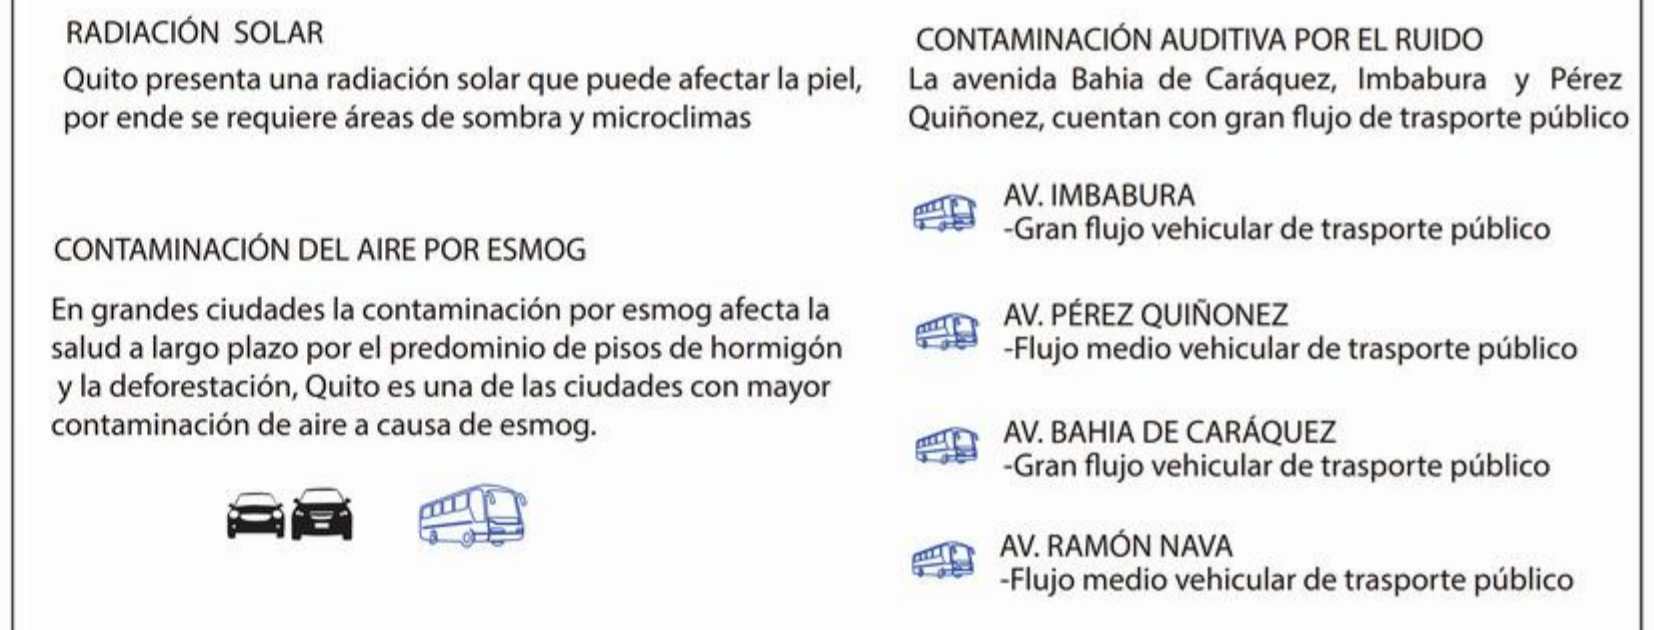 RADIACIÓN SOLAR
Quito presenta una radiación solar que puede afectar la piel,
por ende se requiere áreas de sombra y microclimas
CONTAMINACIÓN DEL AIRE POR ESMOG
En grandes ciudades la contaminación por esmog afecta la
salud a largo plazo por el predominio de pisos de hormigón
y la deforestación, Quito es una de las ciudades con mayor
contaminación de aire a causa de esmog.
CONTAMINACIÓN AUDITIVA POR EL RUIDO
La avenida Bahia de Caráquez, Imbabura y Pérez
Quiñonez, cuentan con gran flujo de trasporte público
AV. IMBABURA
-Gran flujo vehicular de trasporte público
AV. PÉREZ QUIÑONEZ
-Flujo medio vehicular de trasporte público
AV. BAHIA DE CARÁQUEZ
-Gran flujo vehicular de trasporte público
AV. RAMÓN NAVA
-Flujo medio vehicular de trasporte público